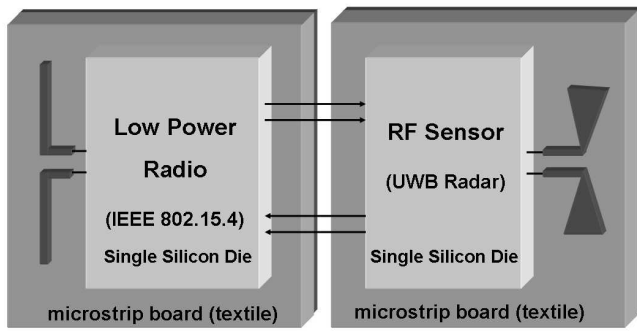 Low Power
Radio
(IEEE 802.15.4)
Single Silicon Die
microstrip board (textile)
RF Sensor
(UWB Radar)
Single Silicon Die
microstrip board (textile)